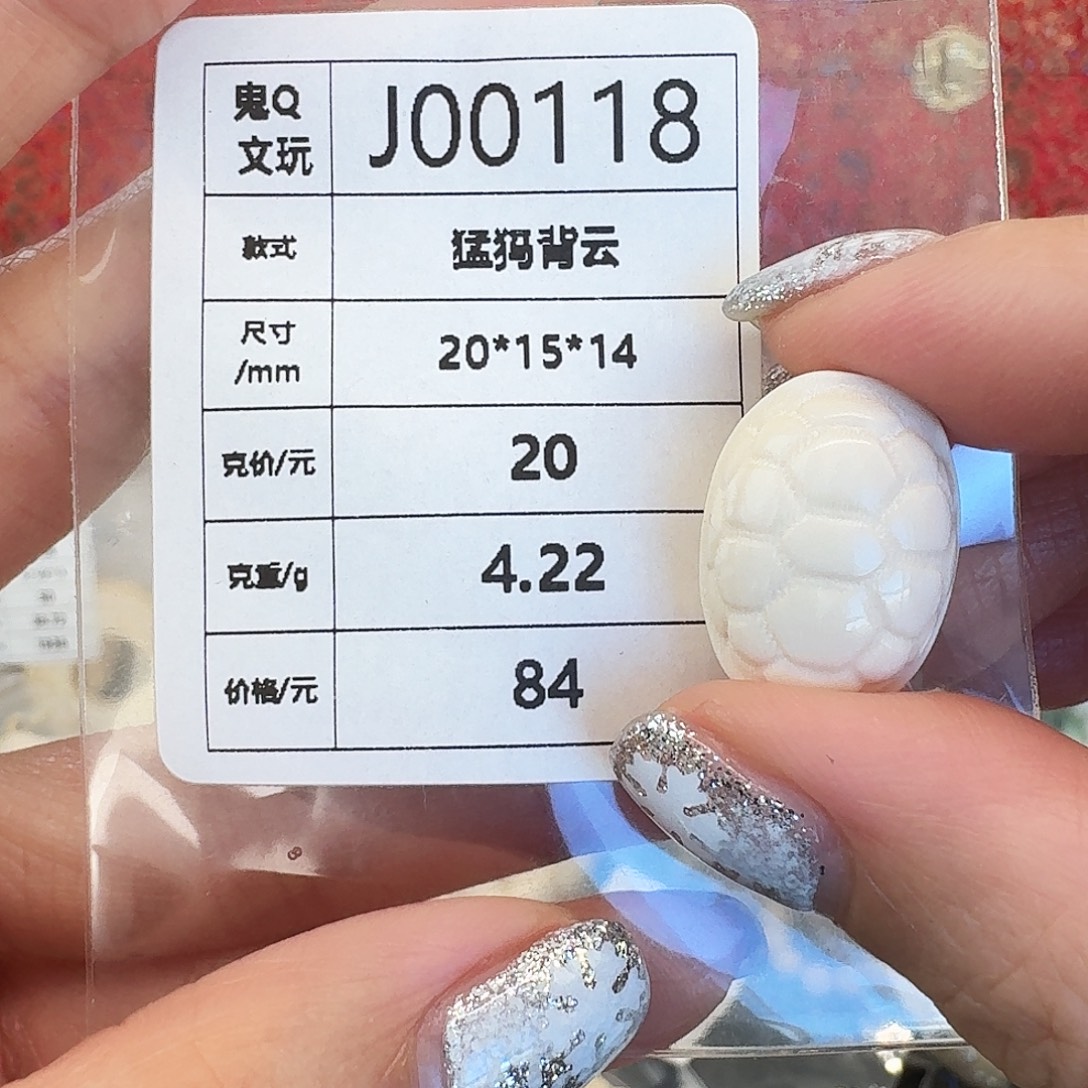 鬼Q
文玩
J00118
款式
猛犸背云
尺寸
/mm
20*15*14
克价/元
20
克重/g
4.22
价格/元
84